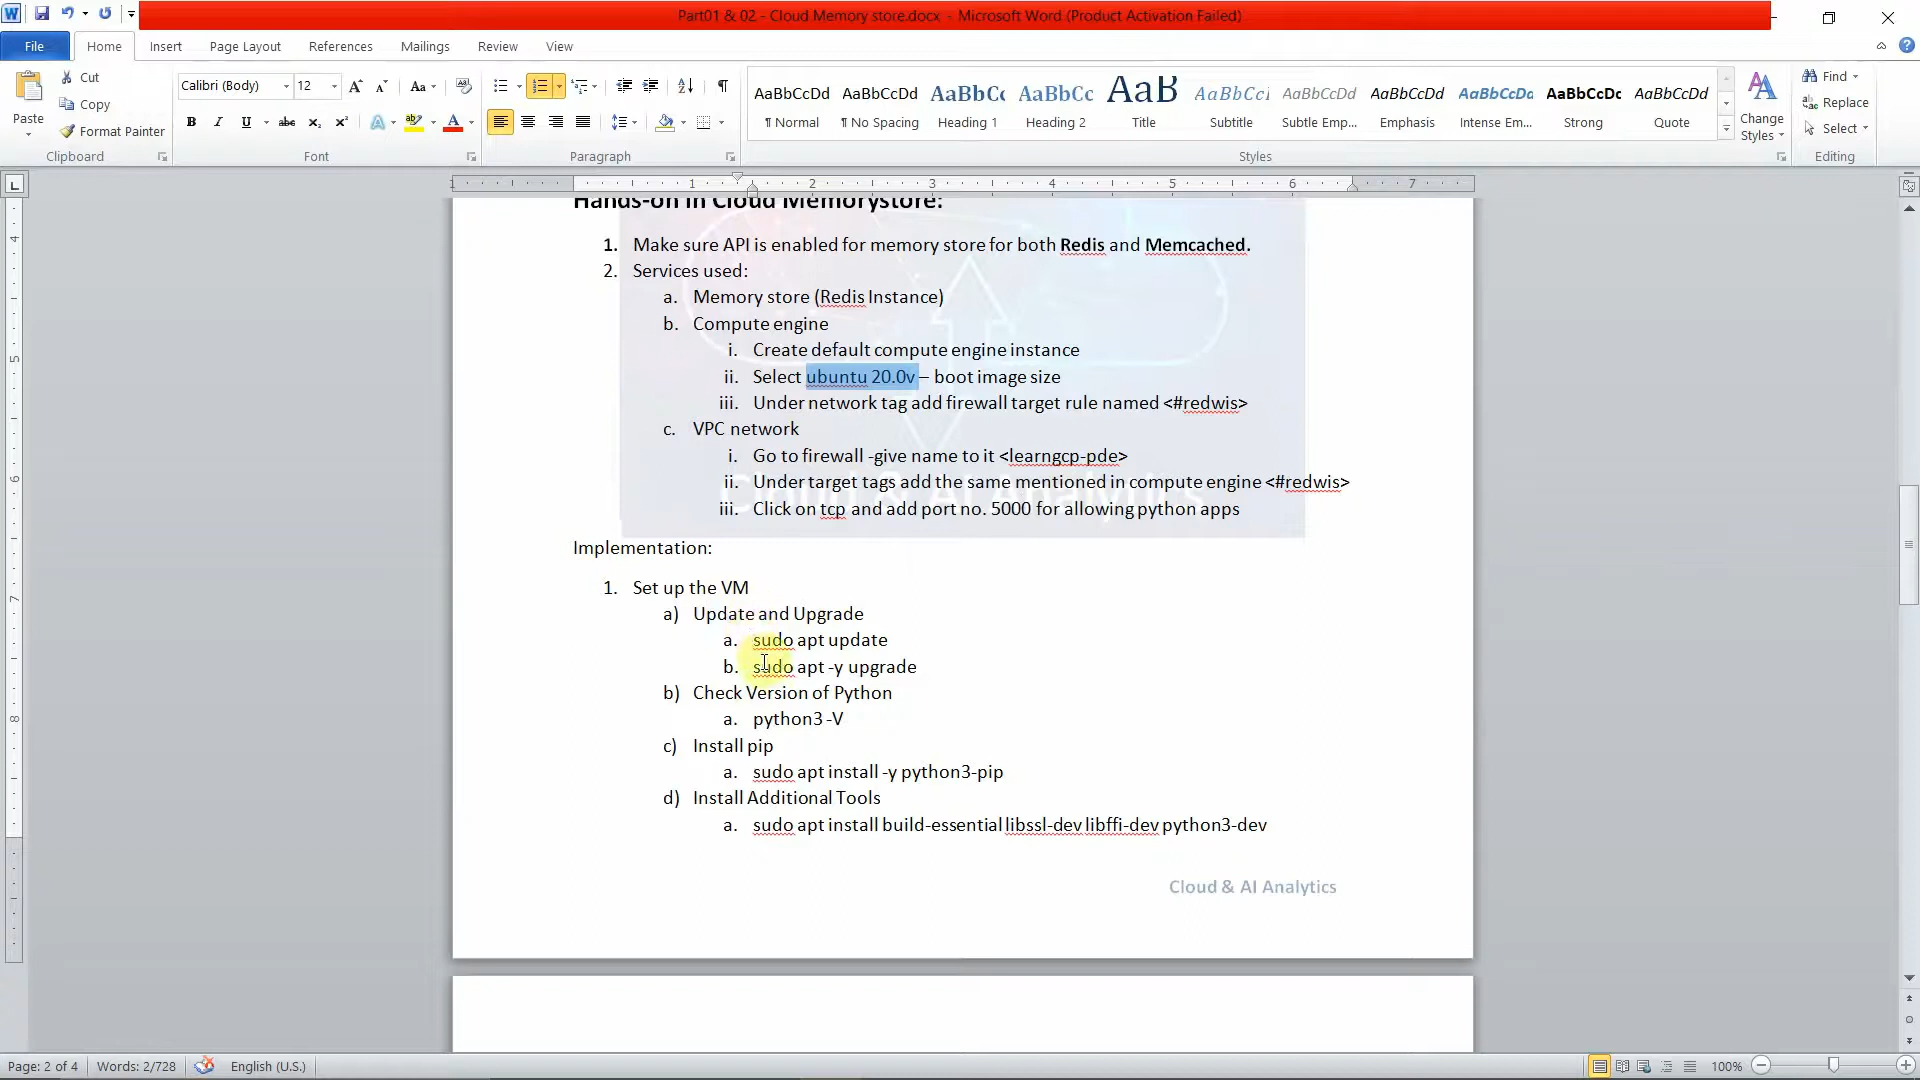 Part01 & 02 - Cloud Memory store.docx - Microsoft Word (Product Activation Failed)
File Home Insert Page Layout References Mailings Review View
Paste
Cut
Copy
Format Painter
Clipboard
Calibri (Body) 12
Font
Paragraph
AaBbCcDd AaBbCcDd AaBbCc AaBbCc AaB AaBbCcI AaBbCcDd AaBbCcDd AaBbCcDd AaBbCcDc AaBbCcDd
¶ Normal ¶ No Spacing Heading 1 Heading 2 Title Subtitle Subtle Emp... Emphasis Intense Em... Strong Quote
Styles
Change Styles
Find
Replace
Select
Editing
Hands-on in Cloud Memorystore:
1. Make sure API is enabled for memory store for both Redis and Memcached.
2. Services used:
a. Memory store (Redis Instance)
b. Compute engine
i. Create default compute engine instance
ii. Select ubuntu 20.0v – boot image size
iii. Under network tag add firewall target rule named <#redwis>
c. VPC network
i. Go to firewall -give name to it <learngcp-pde>
ii. Under target tags add the same mentioned in compute engine <#redwis>
iii. Click on tcp and add port no. 5000 for allowing python apps
Cloud & AI Analytics
Implementation:
1. Set up the VM
a) Update and Upgrade
a. sudo apt update
b. sudo apt -y upgrade
b) Check Version of Python
a. python3 -V
c) Install pip
a. sudo apt install -y python3-pip
d) Install Additional Tools
a. sudo apt install build-essential libssl-dev libffi-dev python3-dev
Cloud & AI Analytics
Page: 2 of 4 Words: 2/728 English (U.S.) 100%